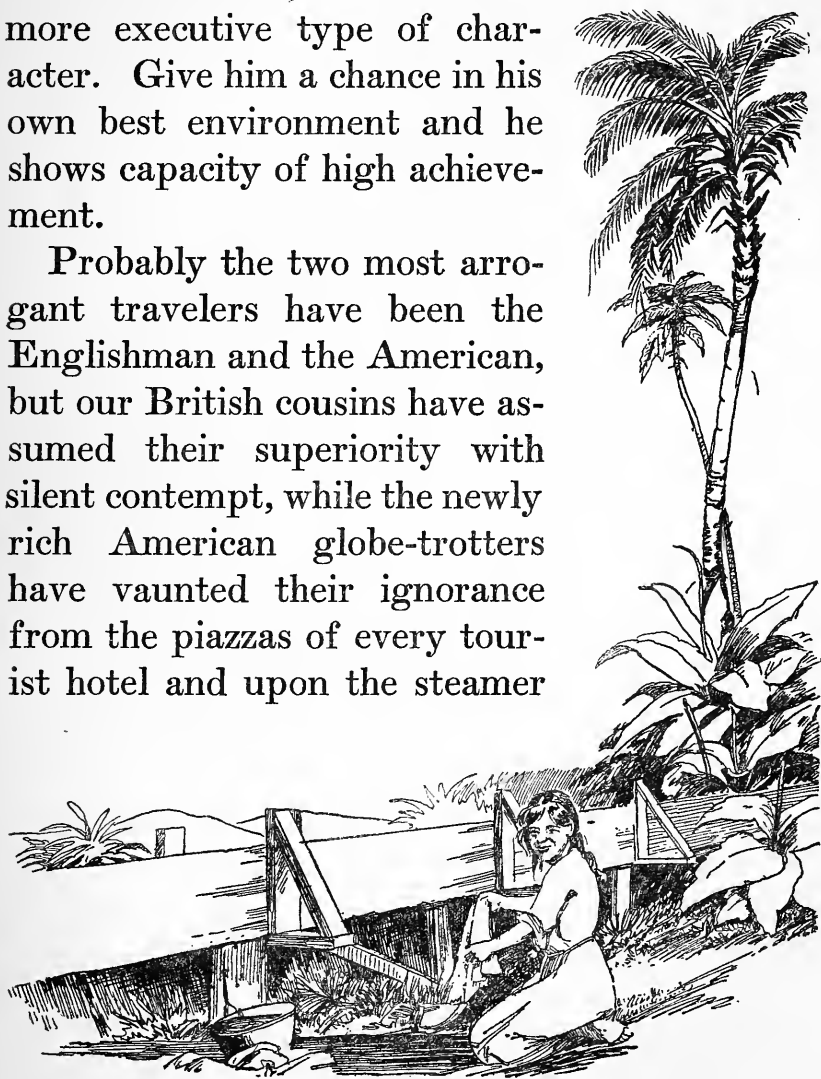 more executive type of char-
acter. Give him a chance in his
own best environment and he
shows capacity of high achieve-
ment.
Probably the two most arro-
gant travelers have been the
Englishman and the American,
but our British cousins have as-
sumed their superiority with
silent contempt, while the newly
rich American globe-trotters
have vaunted their ignorance
from the piazzas of every tour-
ist hotel and upon the steamer